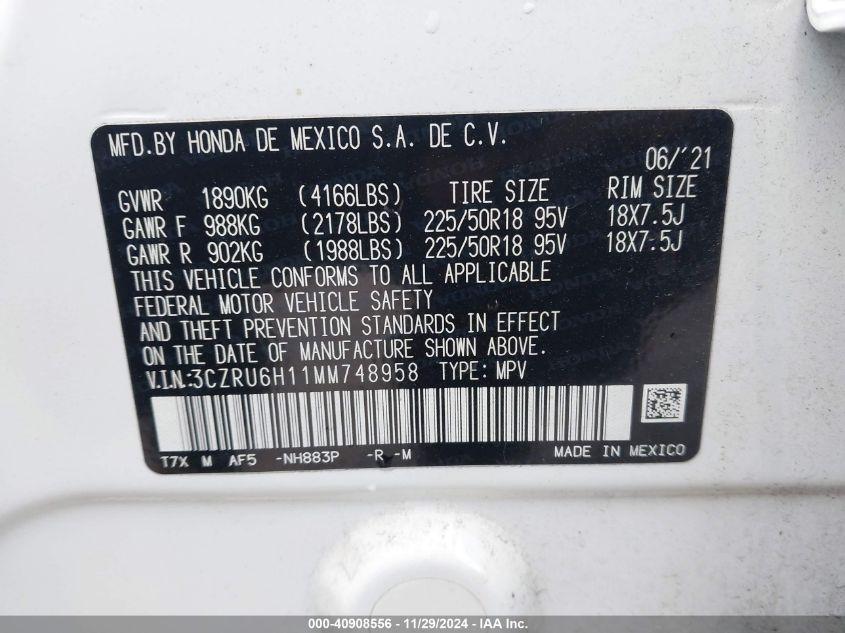 MFD.BY HONDA DE MEXICO S.A. DE C.V.
06/'21
GVWR 1890KG (4166LBS) TIRE SIZE RIM SIZE
GAWR F 988KG (2178LBS) 225/50R18 95V 18X7.5J
GAWR R 902KG (1988LBS) 225/50R18 95V 18X7.5J
THIS VEHICLE CONFORMS TO ALL APPLICABLE
FEDERAL MOTOR VEHICLE SAFETY
AND THEFT PREVENTION STANDARDS IN EFFECT
ON THE DATE OF MANUFACTURE SHOWN ABOVE.
V.I.N:3CZRU6H11MM748958 TYPE: MPV
T7X M AF5 -NH883P -R -M MADE IN MEXICO
000-40908556 - 11/29/2024 - IAA Inc.